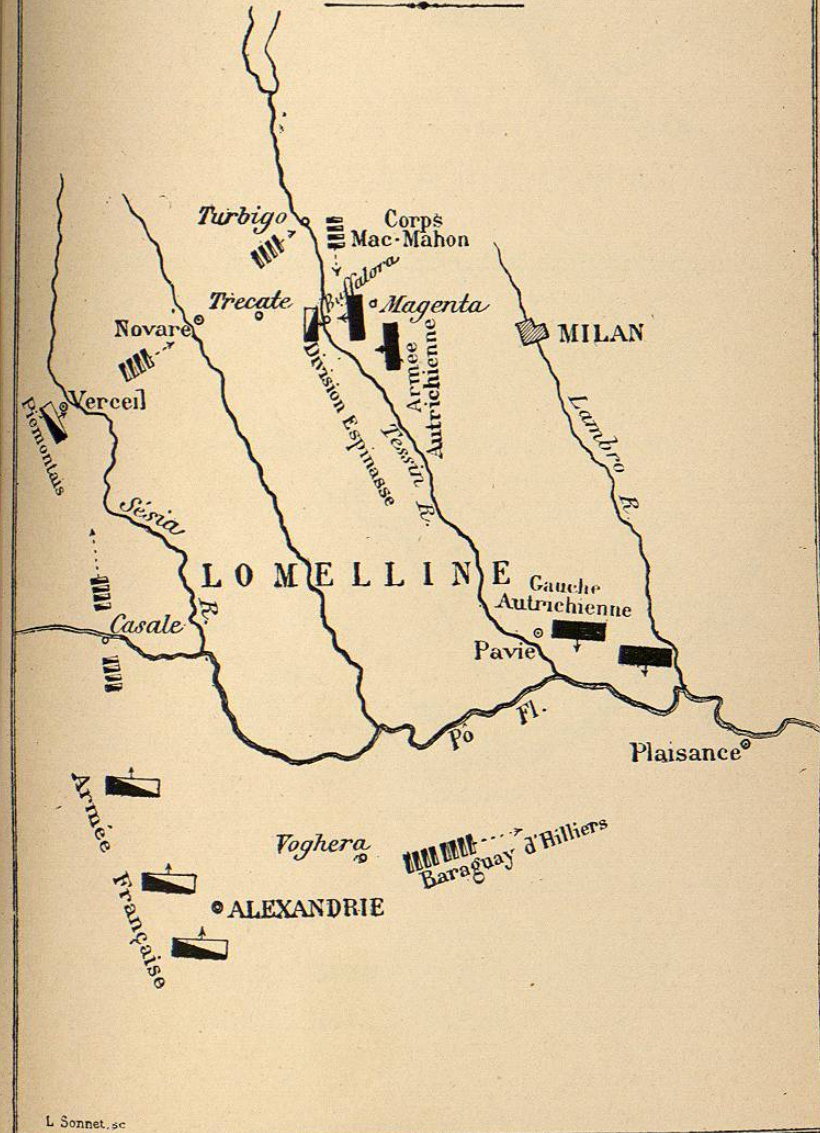 Turbigo
Corps
Mac-Mahon
Buffalora
Trecate
Magenta
Novare
MILAN
Armée
Autrichienne
Division Espinasse
Verceil
Piemontais
Lambro R.
Tessin R.
Sésia R.
LOMELLINE
Gauche
Autrichienne
Casale
Pavie
Pô Fl.
Plaisance
Armée Française
Voghera
Baraguay d'Hilliers
ALEXANDRIE
L Sonnet, sc